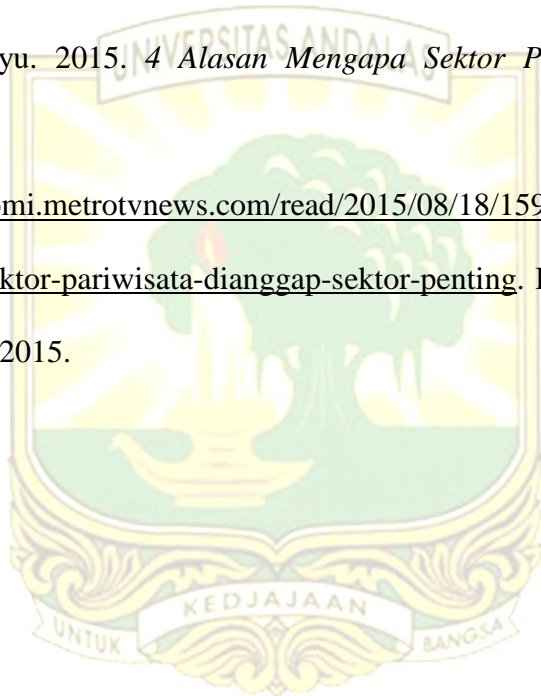 yu. 2015. 4 Alasan Mengapa Sektor P
UNIVERSITAS ANDALAS
omi.metrotvnews.com/read/2015/08/18/159
ktor-pariwisata-dianggap-sektor-penting. I
2015.
KEDJAJAAN
UNTUK BANGSA